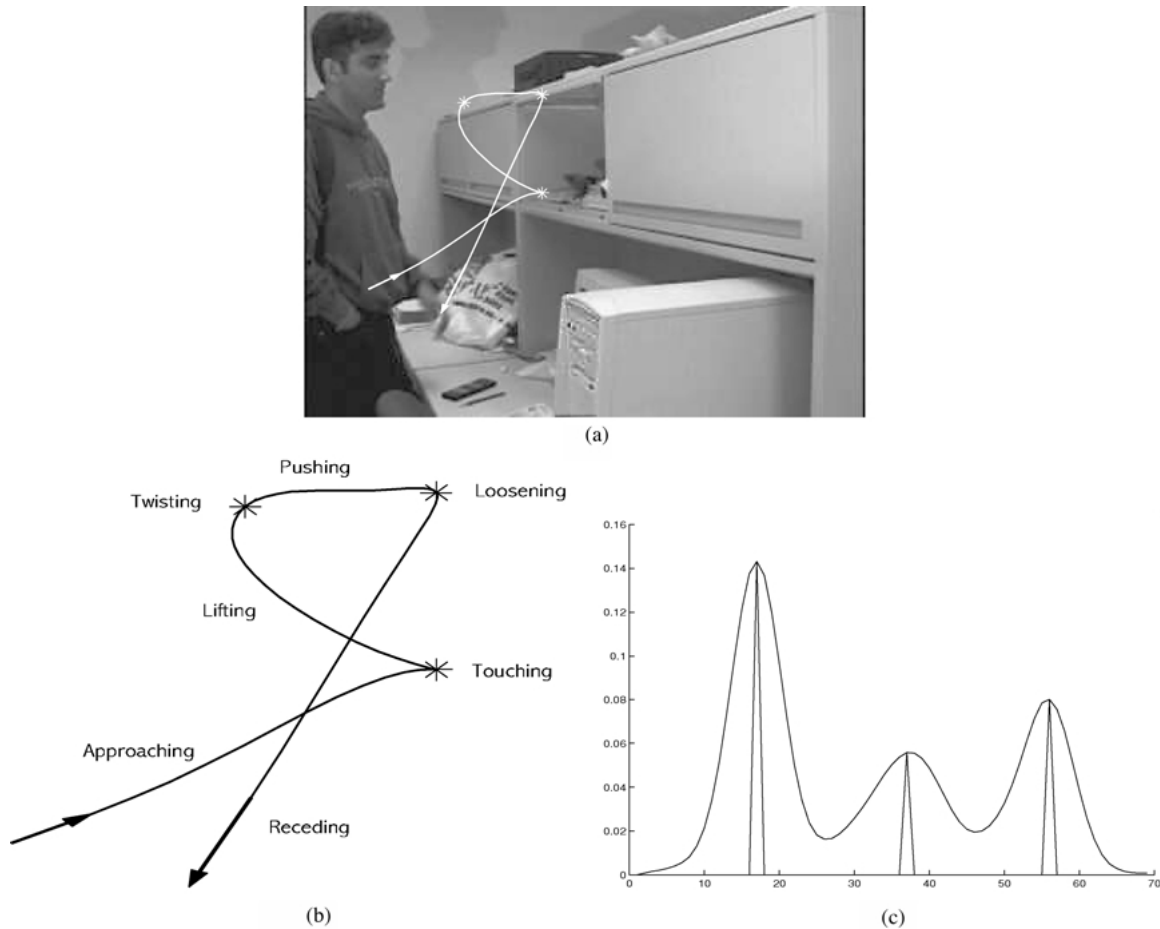 (a)
Pushing
Twisting
Loosening
Lifting
Touching
Approaching
Receding
(b)
0.16
0.14
0.12
0.1
0.08
0.06
0.04
0.02
0
0 10 20 30 40 50 60 70
(c)